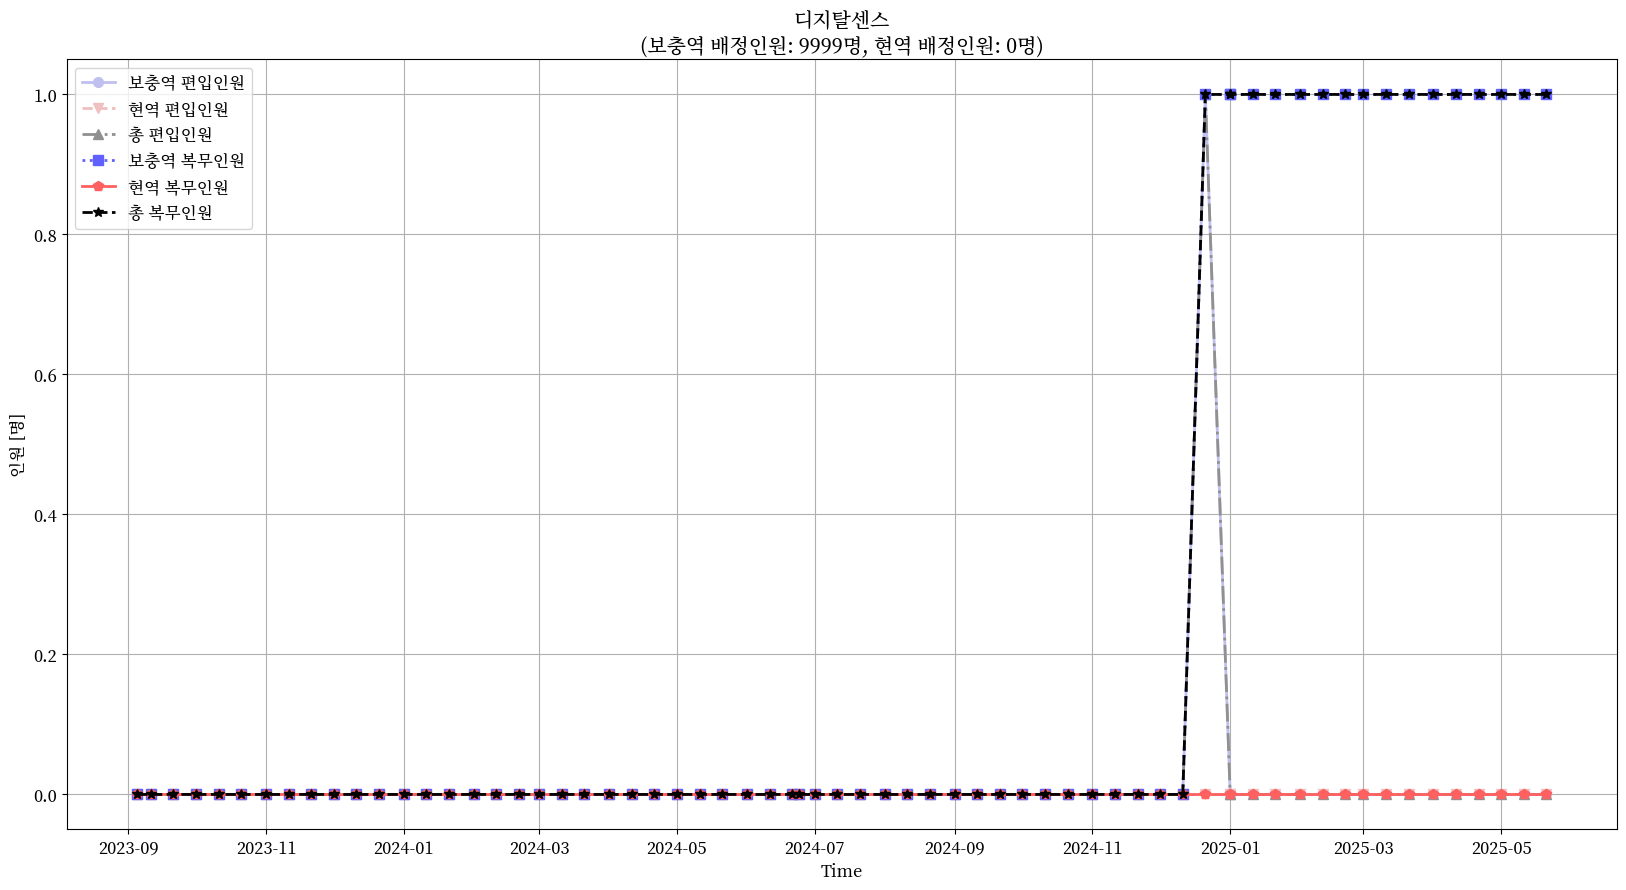 디지탈센스
(보충역 배정인원: 9999명, 현역 배정인원: 0명)
보충역 편입인원
현역 편입인원
총 편입인원
보충역 복무인원
현역 복무인원
총 복무인원
인원 [명]
1.0
0.8
0.6
0.4
0.2
0.0
2023-09 2023-11 2024-01 2024-03 2024-05 2024-07 2024-09 2024-11 2025-01 2025-03 2025-05
Time